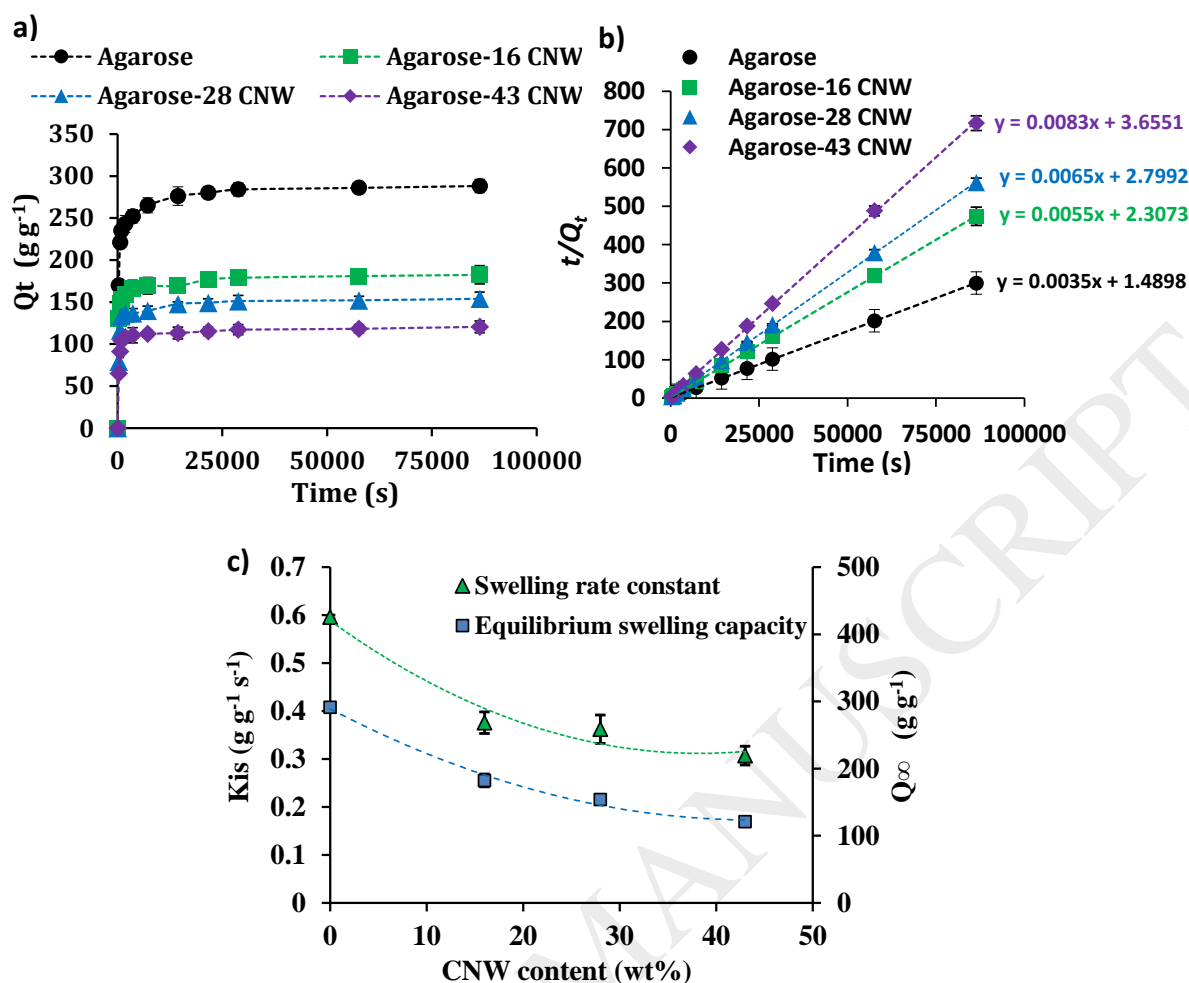 a)
Agarose
Agarose-16 CNW
Agarose-28 CNW
Agarose-43 CNW
350
300
250
200
150
100
50
0
Qt (g g-1)
0 25000 50000 75000 100000
Time (s)
b)
Agarose
Agarose-16 CNW
Agarose-28 CNW
Agarose-43 CNW
800
700
600
500
400
300
200
100
0
t/Qt
y = 0.0083x + 3.6551
y = 0.0065x + 2.7992
y = 0.0055x + 2.3073
y = 0.0035x + 1.4898
0 25000 50000 75000 100000
Time (s)
c)
Swelling rate constant
Equilibrium swelling capacity
0.7
0.6
0.5
0.4
0.3
0.2
0.1
0
Kis (g g-1 s-1)
500
400
300
200
100
0
Q∞ (g g-1)
0 10 20 30 40 50
CNW content (wt%)
MANUSCRIPT